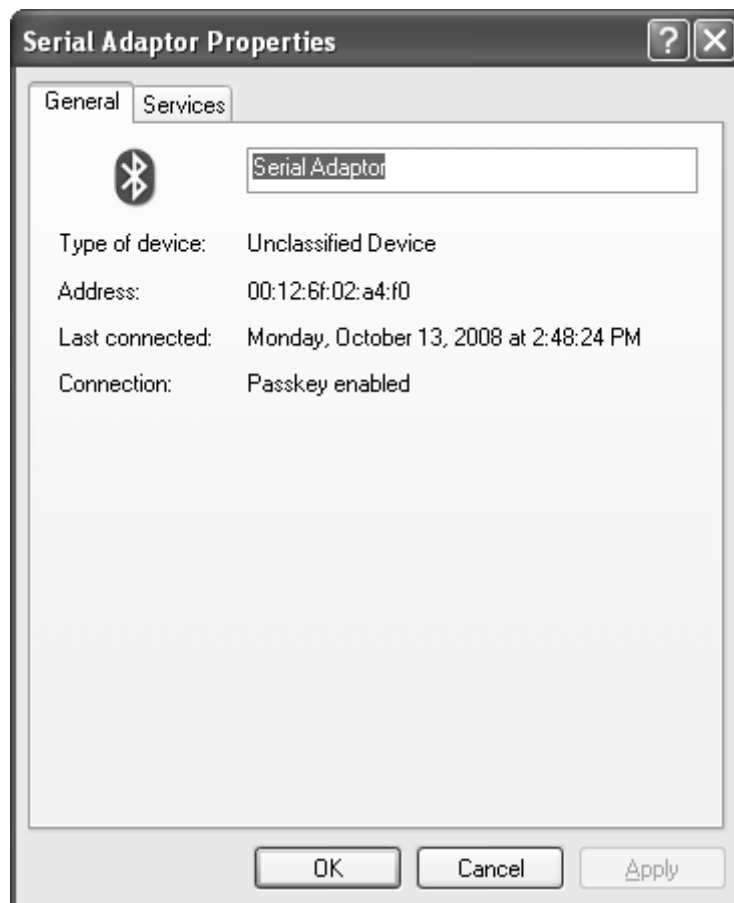 Serial Adaptor Properties
General Services
Serial Adaptor
Type of device: Unclassified Device
Address: 00:12:6f:02:a4:f0
Last connected: Monday, October 13, 2008 at 2:48:24 PM
Connection: Passkey enabled
OK Cancel Apply